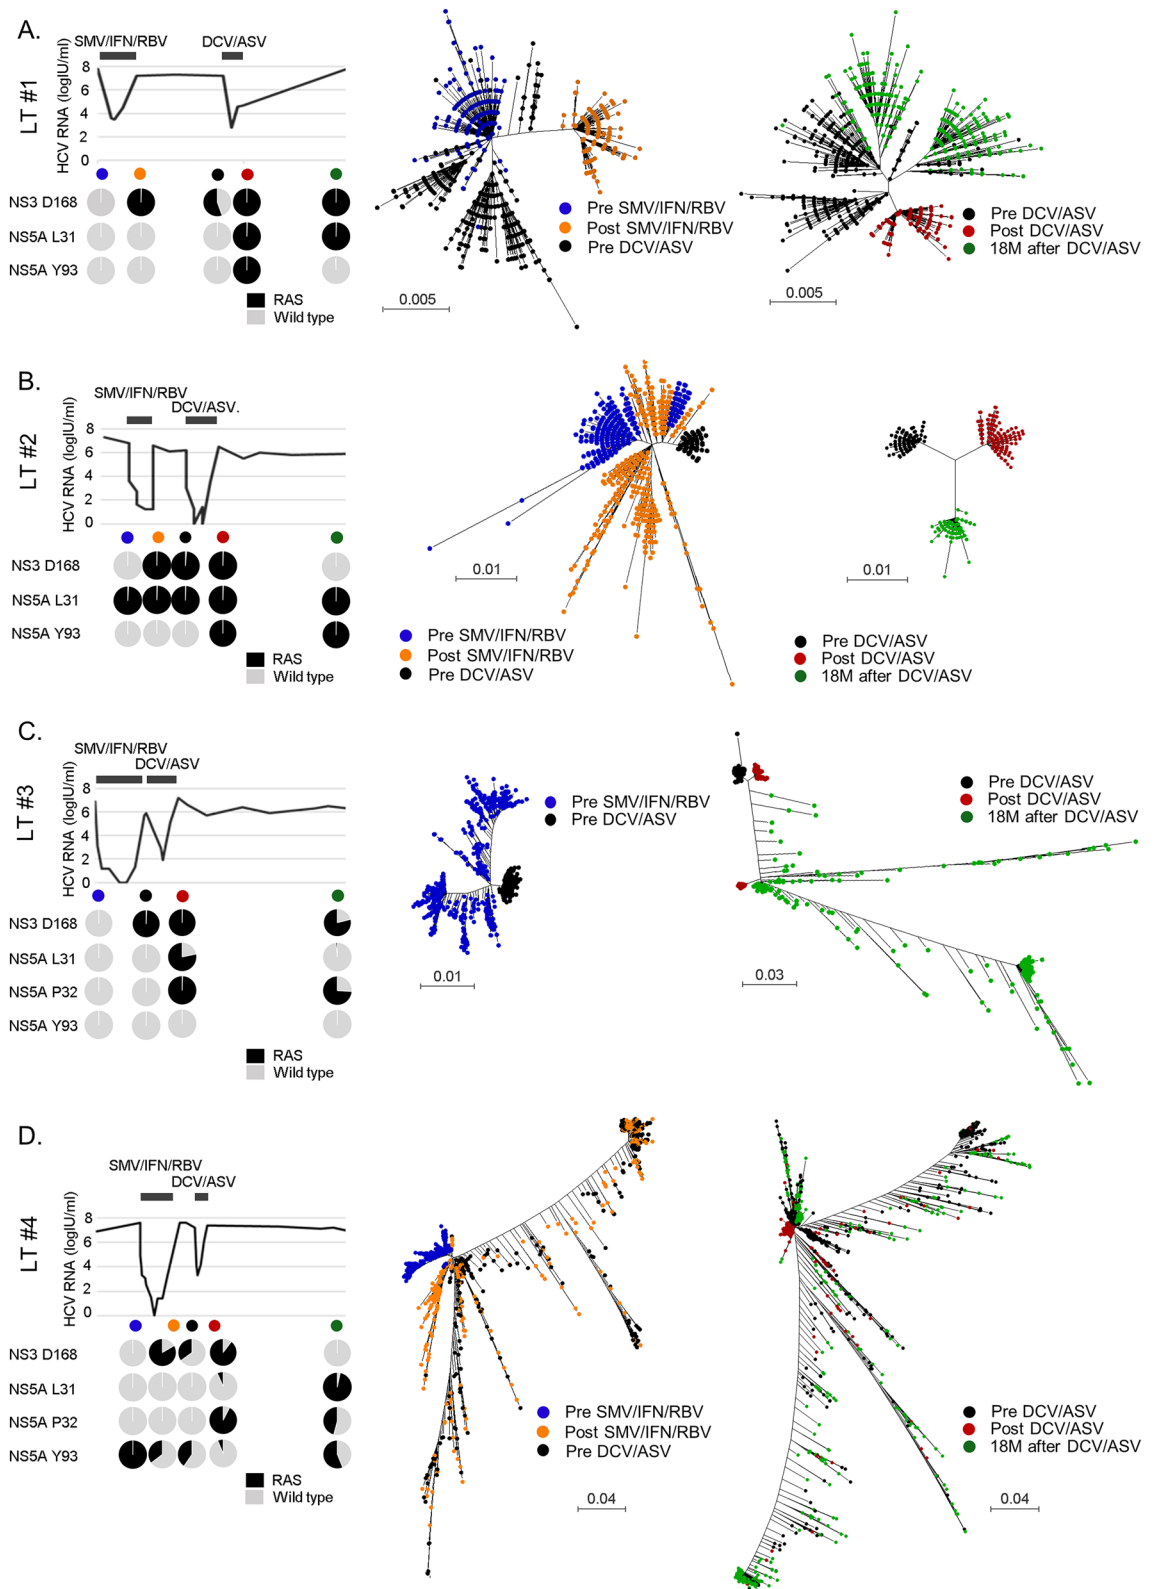 A.
SMV/IFN/RBV
DCV/ASV
LT #1
HCV RNA (logIU/ml)
8
6
4
2
0
NS3 D168
NS5A L31
NS5A Y93
RAS
Wild type
Pre SMV/IFN/RBV
Post SMV/IFN/RBV
Pre DCV/ASV
0.005
Pre DCV/ASV
Post DCV/ASV
18M after DCV/ASV
0.005
B.
SMV/IFN/RBV
DCV/ASV.
LT #2
HCV RNA (logIU/ml)
8
6
4
2
0
NS3 D168
NS5A L31
NS5A Y93
RAS
Wild type
0.01
Pre SMV/IFN/RBV
Post SMV/IFN/RBV
Pre DCV/ASV
0.01
Pre DCV/ASV
Post DCV/ASV
18M after DCV/ASV
C.
SMV/IFN/RBV
DCV/ASV
LT #3
HCV RNA (logIU/ml)
8
6
4
2
0
NS3 D168
NS5A L31
NS5A P32
NS5A Y93
RAS
Wild type
Pre SMV/IFN/RBV
Pre DCV/ASV
0.01
Pre DCV/ASV
Post DCV/ASV
18M after DCV/ASV
0.03
D.
SMV/IFN/RBV
DCV/ASV
LT #4
HCV RNA (logIU/ml)
8
6
4
2
0
NS3 D168
NS5A L31
NS5A P32
NS5A Y93
RAS
Wild type
Pre SMV/IFN/RBV
Post SMV/IFN/RBV
Pre DCV/ASV
0.04
Pre DCV/ASV
Post DCV/ASV
18M after DCV/ASV
0.04